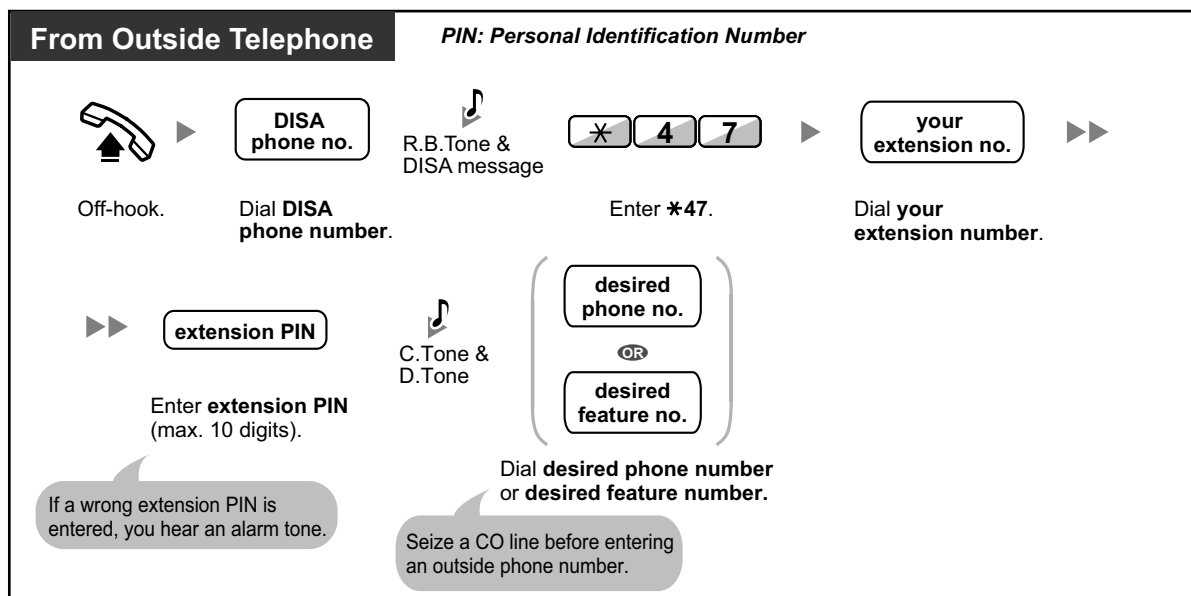 From Outside Telephone
PIN: Personal Identification Number
DISA
phone no.
R.B.Tone &
DISA message
* 4 7
your
extension no.
Off-hook.
Dial DISA
phone number.
Enter *47.
Dial your
extension number.
extension PIN
C.Tone &
D.Tone
desired
phone no.
OR
desired
feature no.
Enter extension PIN
(max. 10 digits).
Dial desired phone number
or desired feature number.
If a wrong extension PIN is
entered, you hear an alarm tone.
Seize a CO line before entering
an outside phone number.